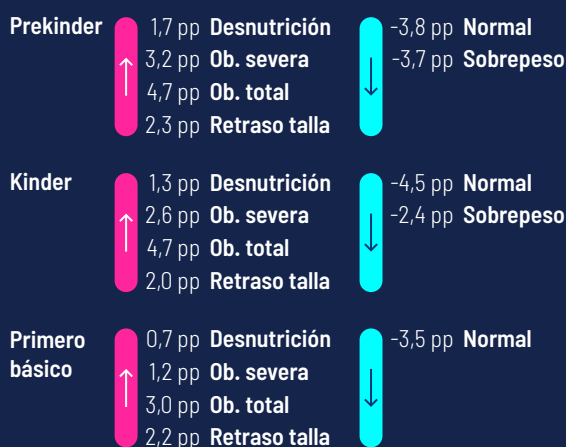 Prekinder
1,7 pp Desnutrición
3,2 pp Ob. severa
4,7 pp Ob. total
2,3 pp Retraso talla
-3,8 pp Normal
-3,7 pp Sobrepeso
Kinder
1,3 pp Desnutrición
2,6 pp Ob. severa
4,7 pp Ob. total
2,0 pp Retraso talla
-4,5 pp Normal
-2,4 pp Sobrepeso
Primero
básico
0,7 pp Desnutrición
1,2 pp Ob. severa
3,0 pp Ob. total
2,2 pp Retraso talla
-3,5 pp Normal